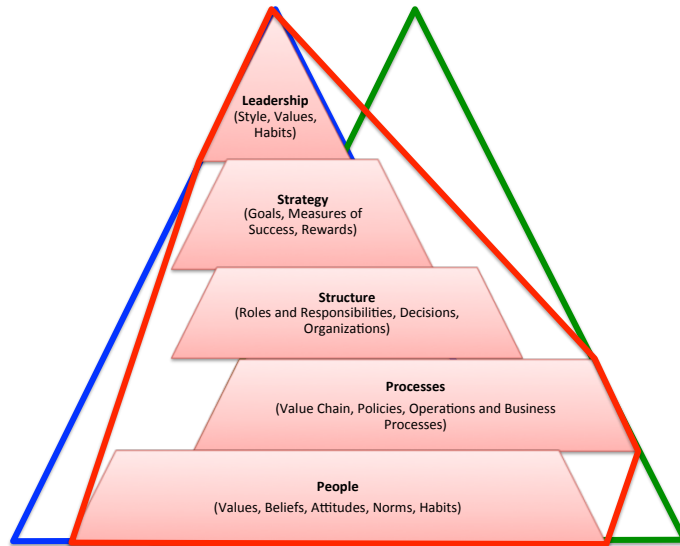 Leadership
(Style, Values,
Habits)
Strategy
(Goals, Measures of
Success, Rewards)
Structure
(Roles and Responsibilities, Decisions,
Organizations)
Processes
(Value Chain, Policies, Operations and Business
Processes)
People
(Values, Beliefs, Attitudes, Norms, Habits)